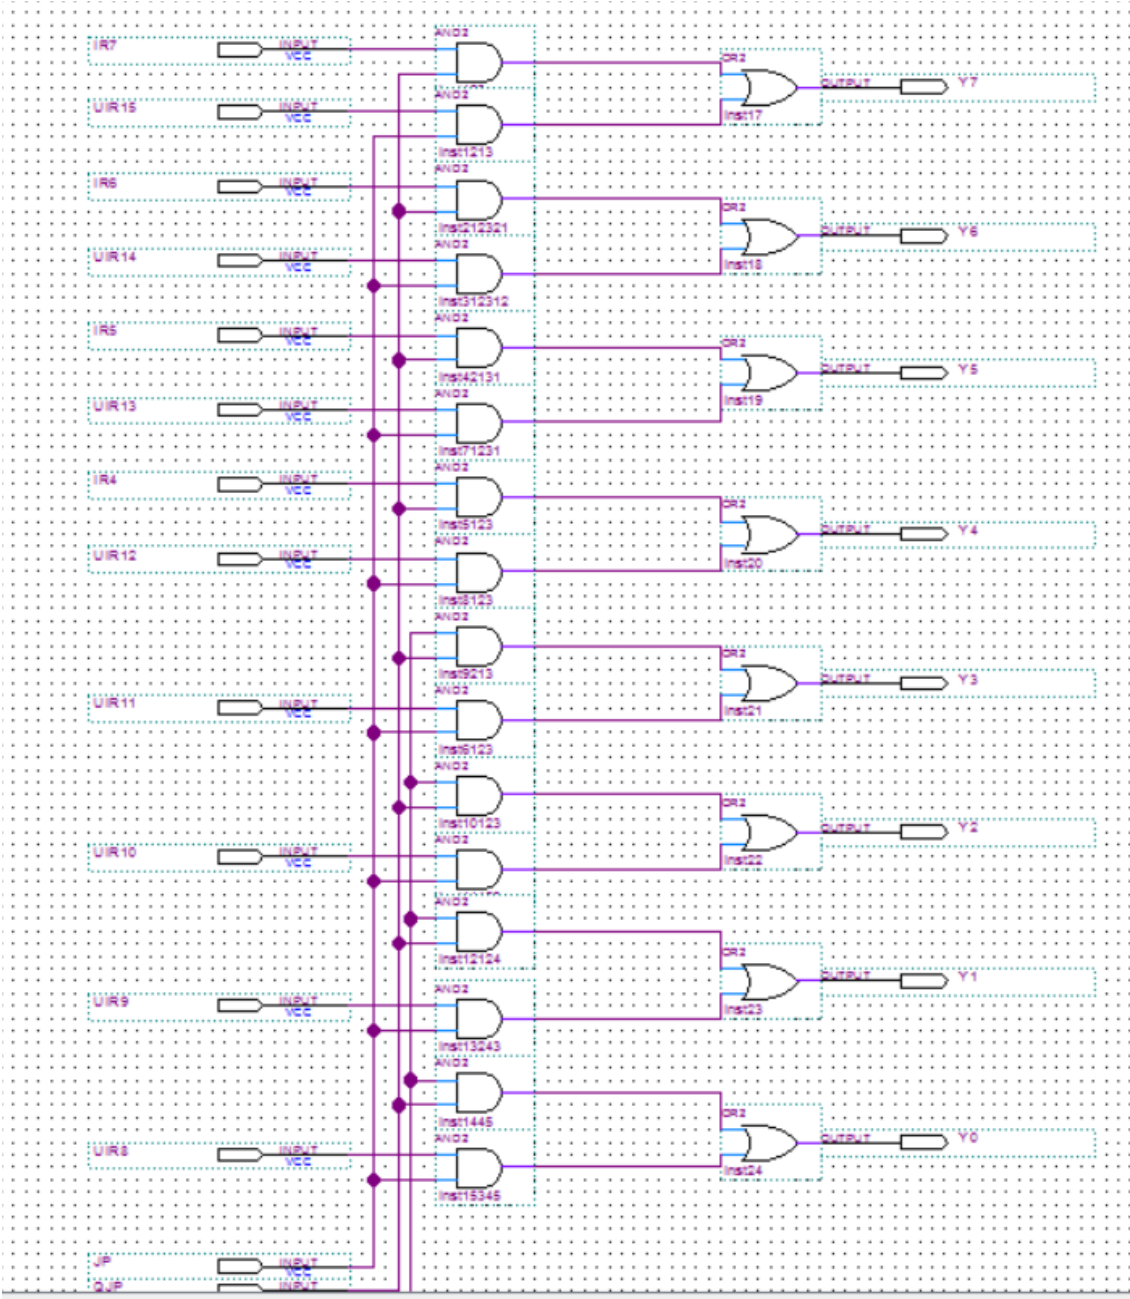 AND2
IR7 INPUT VCC
OR2
OUTPUT Y7
AND2
UIR15 INPUT VCC
inst17
inst1213
AND2
IR6 INPUT VCC
OR2
inst212321
OUTPUT Y6
AND2
UIR14 INPUT VCC
inst18
inst312312
AND2
IR5 INPUT VCC
OR2
inst42131
OUTPUT Y5
AND2
UIR13 INPUT VCC
inst19
inst71231
AND2
IR4 INPUT VCC
OR2
inst5123
OUTPUT Y4
AND2
UIR12 INPUT VCC
inst20
inst8123
AND2
OR2
inst9213
OUTPUT Y3
AND2
UIR11 INPUT VCC
inst21
inst6123
AND2
OR2
inst10123
OUTPUT Y2
AND2
UIR10 INPUT VCC
inst22
AND2
OR2
inst12124
OUTPUT Y1
AND2
UIR9 INPUT VCC
inst23
inst13243
AND2
OR2
inst1445
OUTPUT Y0
AND2
UIR8 INPUT VCC
inst24
inst15345
JP INPUT VCC
QJP INPUT